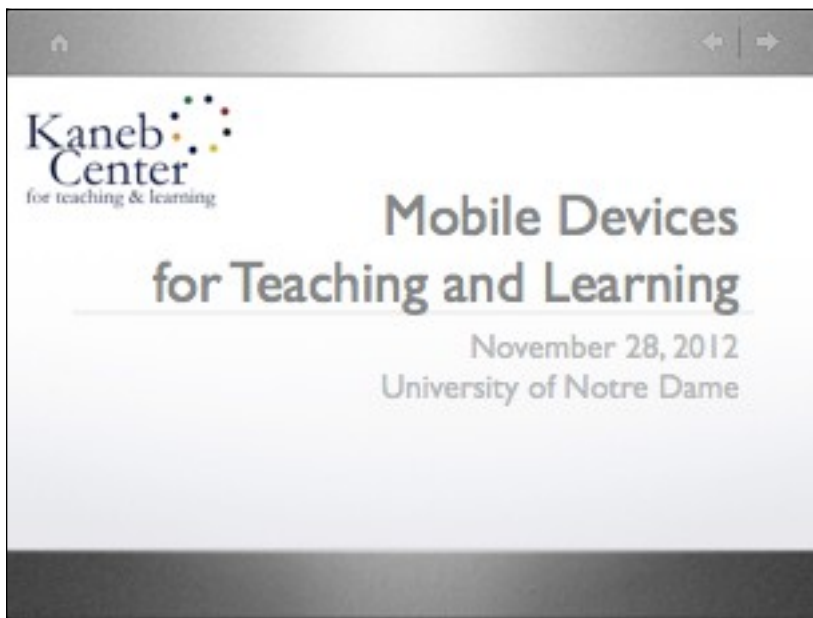 Kaneb
Center
for teaching & learning
Mobile Devices
for Teaching and Learning
November 28, 2012
University of Notre Dame